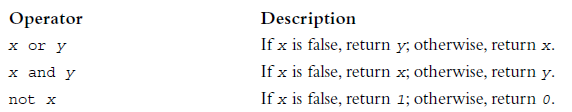 Operator Description
x or y If x is false, return y; otherwise, return x.
x and y If x is false, return x; otherwise, return y.
not x If x is false, return 1; otherwise, return 0.